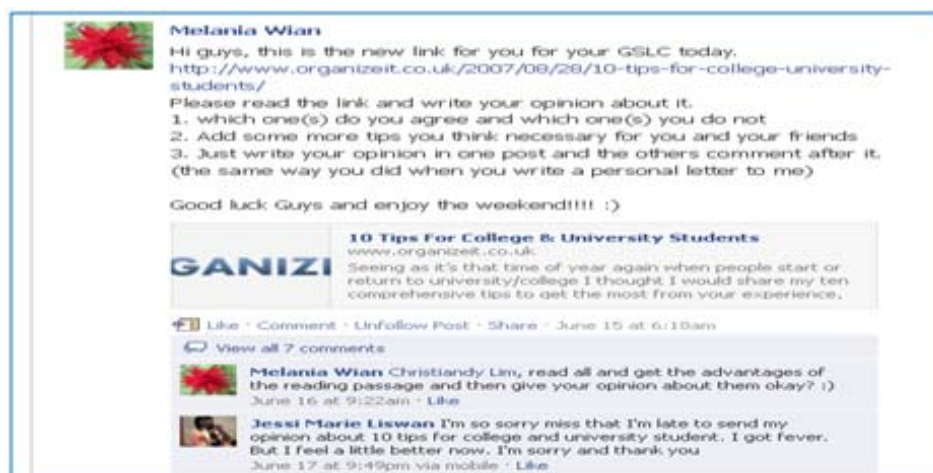 Melania Wian
Hi guys, this is the new link for you for your GSLC today.
http://www.organizeit.co.uk/2007/08/28/10-tips-for-college-university-
students/
Please read the link and write your opinion about it.
1. which one(s) do you agree and which one(s) you do not
2. Add some more tips you think necessary for you and your friends
3. Just write your opinion in one post and the others comment after it.
(the same way you did when you write a personal letter to me)
Good luck Guys and enjoy the weekend!!!! :)
10 Tips For College & University Students
www.organizeit.co.uk
GANIZI
Seeing as it's that time of year again when people start or
return to university/college I thought I would share my ten
comprehensive tips to get the most from your experience,
Like · Comment · Unfollow Post · Share · June 15 at 6:18am
View all 7 comments
Melania Wian Christiandy Lim, read all and get the advantages of
the reading passage and then give your opinion about them okay? :)
June 16 at 9:22am · Like
Jessi Marie Liswan I'm so sorry miss that I'm late to send my
opinion about 10 tips for college and university student. I got fever.
But I feel a little better now. I'm sorry and thank you
June 17 at 9:49pm via mobile · Like